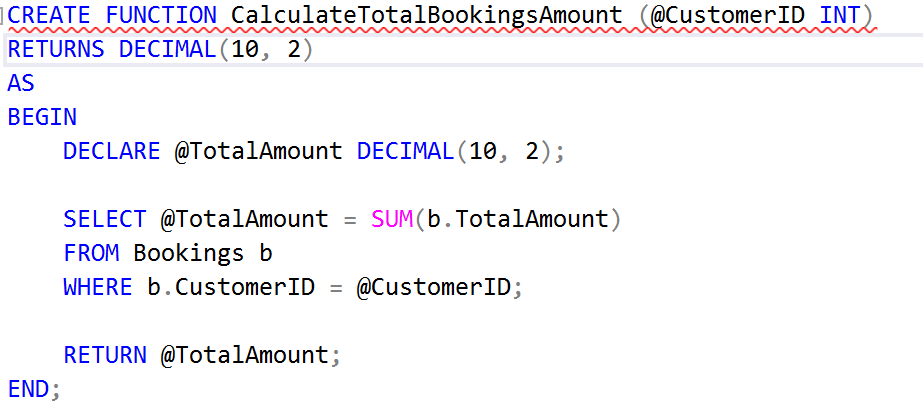 CREATE FUNCTION CalculateTotalBookingsAmount (@CustomerID INT)
RETURNS DECIMAL(10, 2)
AS
BEGIN
    DECLARE @TotalAmount DECIMAL(10, 2);

    SELECT @TotalAmount = SUM(b.TotalAmount)
    FROM Bookings b
    WHERE b.CustomerID = @CustomerID;

    RETURN @TotalAmount;
END;